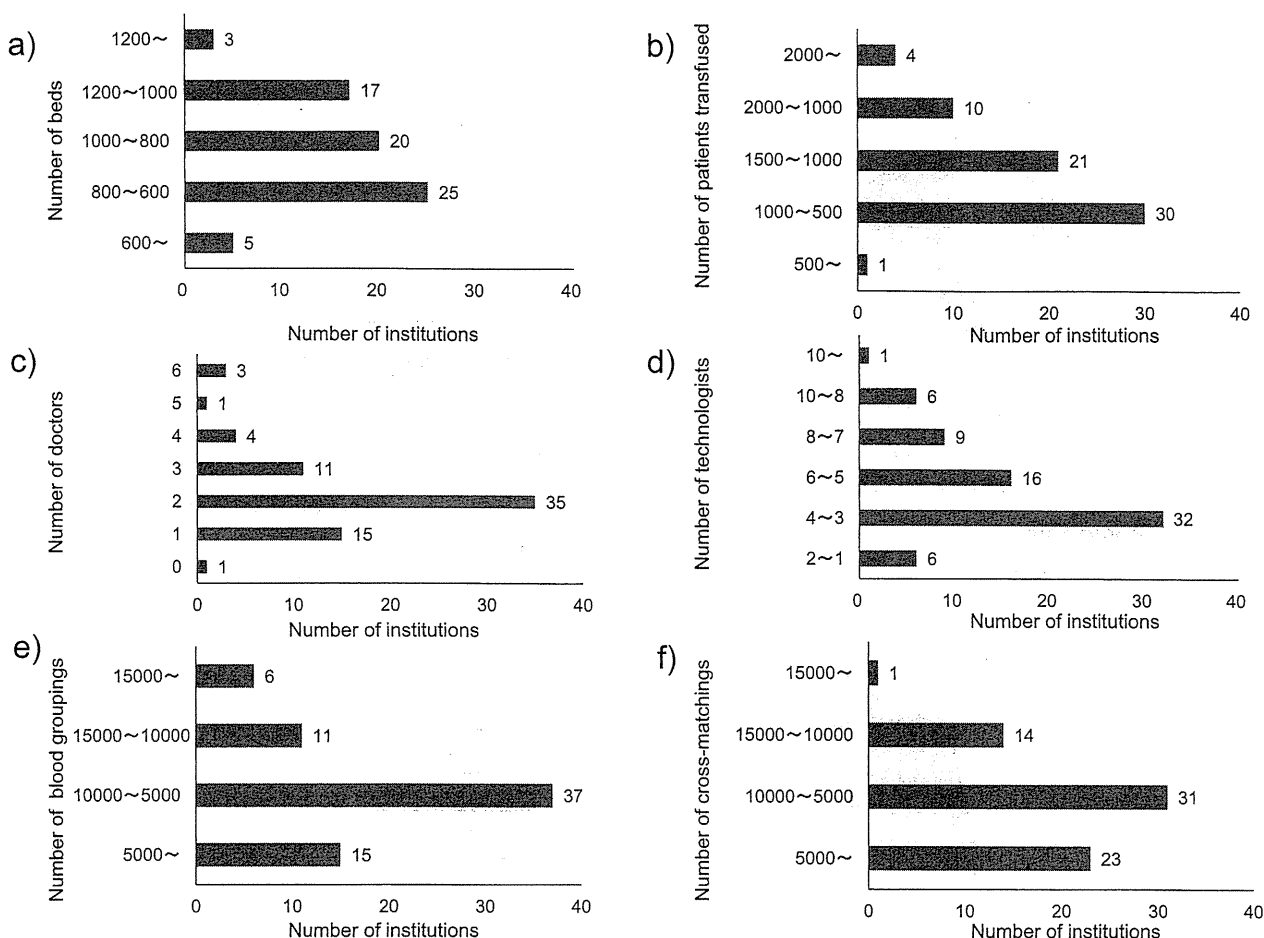 a)
Number of beds
1200～ 3
1200～1000 17
1000～800 20
800～600 25
600～ 5
0 10 20 30 40
Number of institutions
b)
Number of patients transfused
2000～ 4
2000～1000 10
1500～1000 21
1000～500 30
500～ 1
0 10 20 30 40
Number of institutions
c)
Number of doctors
6 3
5 1
4 4
3 11
2 35
1 15
0 1
0 10 20 30 40
Number of institutions
d)
Number of technologists
10～ 1
10～8 6
8～7 9
6～5 16
4～3 32
2～1 6
0 10 20 30 40
Number of institutions
e)
Number of blood groupings
15000～ 6
15000～10000 11
10000～5000 37
5000～ 15
0 10 20 30 40
Number of institutions
f)
Number of cross-matchings
15000～ 1
15000～10000 14
10000～5000 31
5000～ 23
0 10 20 30 40
Number of institutions